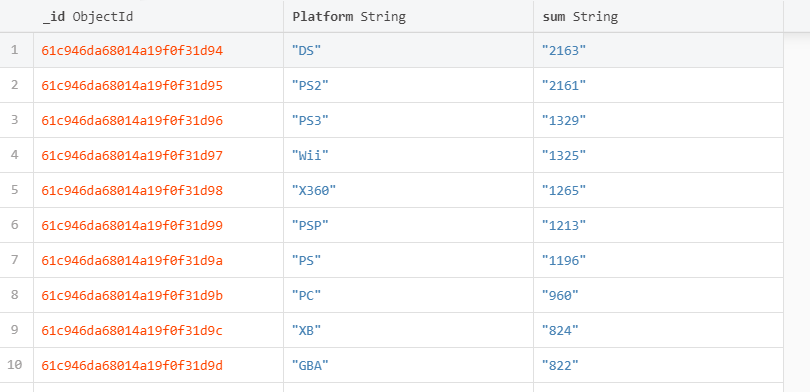 _id ObjectId Platform String sum String
1 61c946da68014a19f0f31d94 "DS" "2163"
2 61c946da68014a19f0f31d95 "PS2" "2161"
3 61c946da68014a19f0f31d96 "PS3" "1329"
4 61c946da68014a19f0f31d97 "Wii" "1325"
5 61c946da68014a19f0f31d98 "X360" "1265"
6 61c946da68014a19f0f31d99 "PSP" "1213"
7 61c946da68014a19f0f31d9a "PS" "1196"
8 61c946da68014a19f0f31d9b "PC" "960"
9 61c946da68014a19f0f31d9c "XB" "824"
10 61c946da68014a19f0f31d9d "GBA" "822"